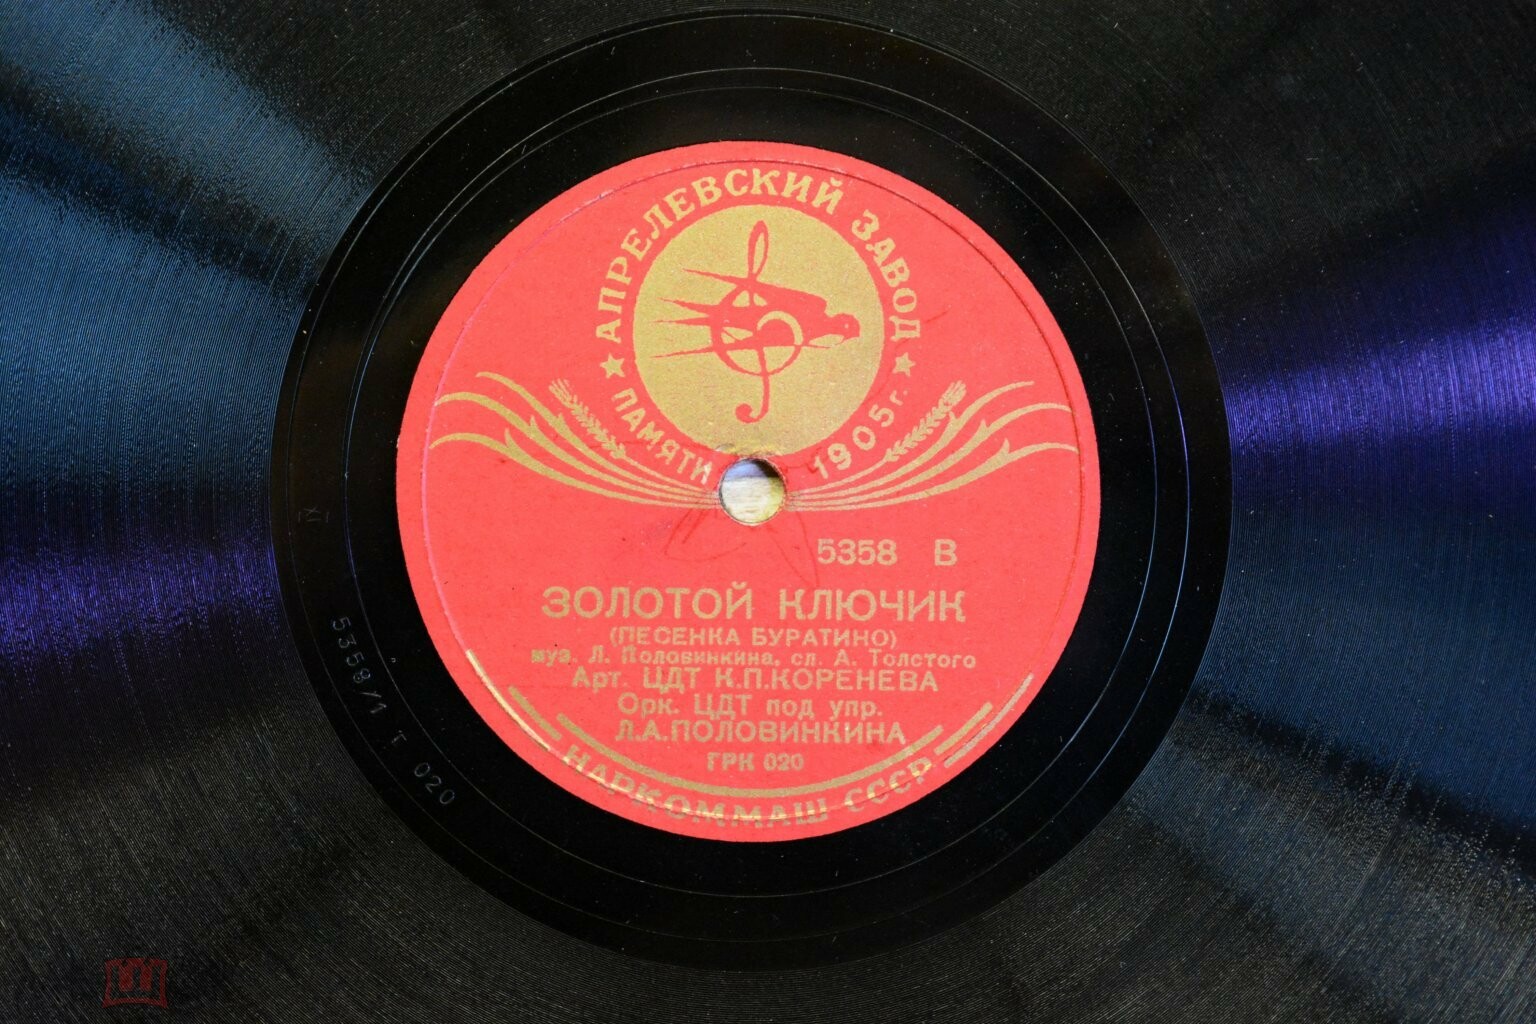 АПРЕЛЕВСКИЙ ЗАВОД
ПАМЯТИ 1905 г.
5358 В
ЗОЛОТОЙ КЛЮЧИК
(ПЕСЕНКА БУРАТИНО)
муз. Л. Половинкина, сл. А. Толстого
Арт. ЦДТ К.П.КОРЕНЕВА
Орк. ЦДТ под упр.
Л.А.ПОЛОВИНКИНА
ГРК 020
НАРКОММАШ СССР
5358/1 Т 020
IX